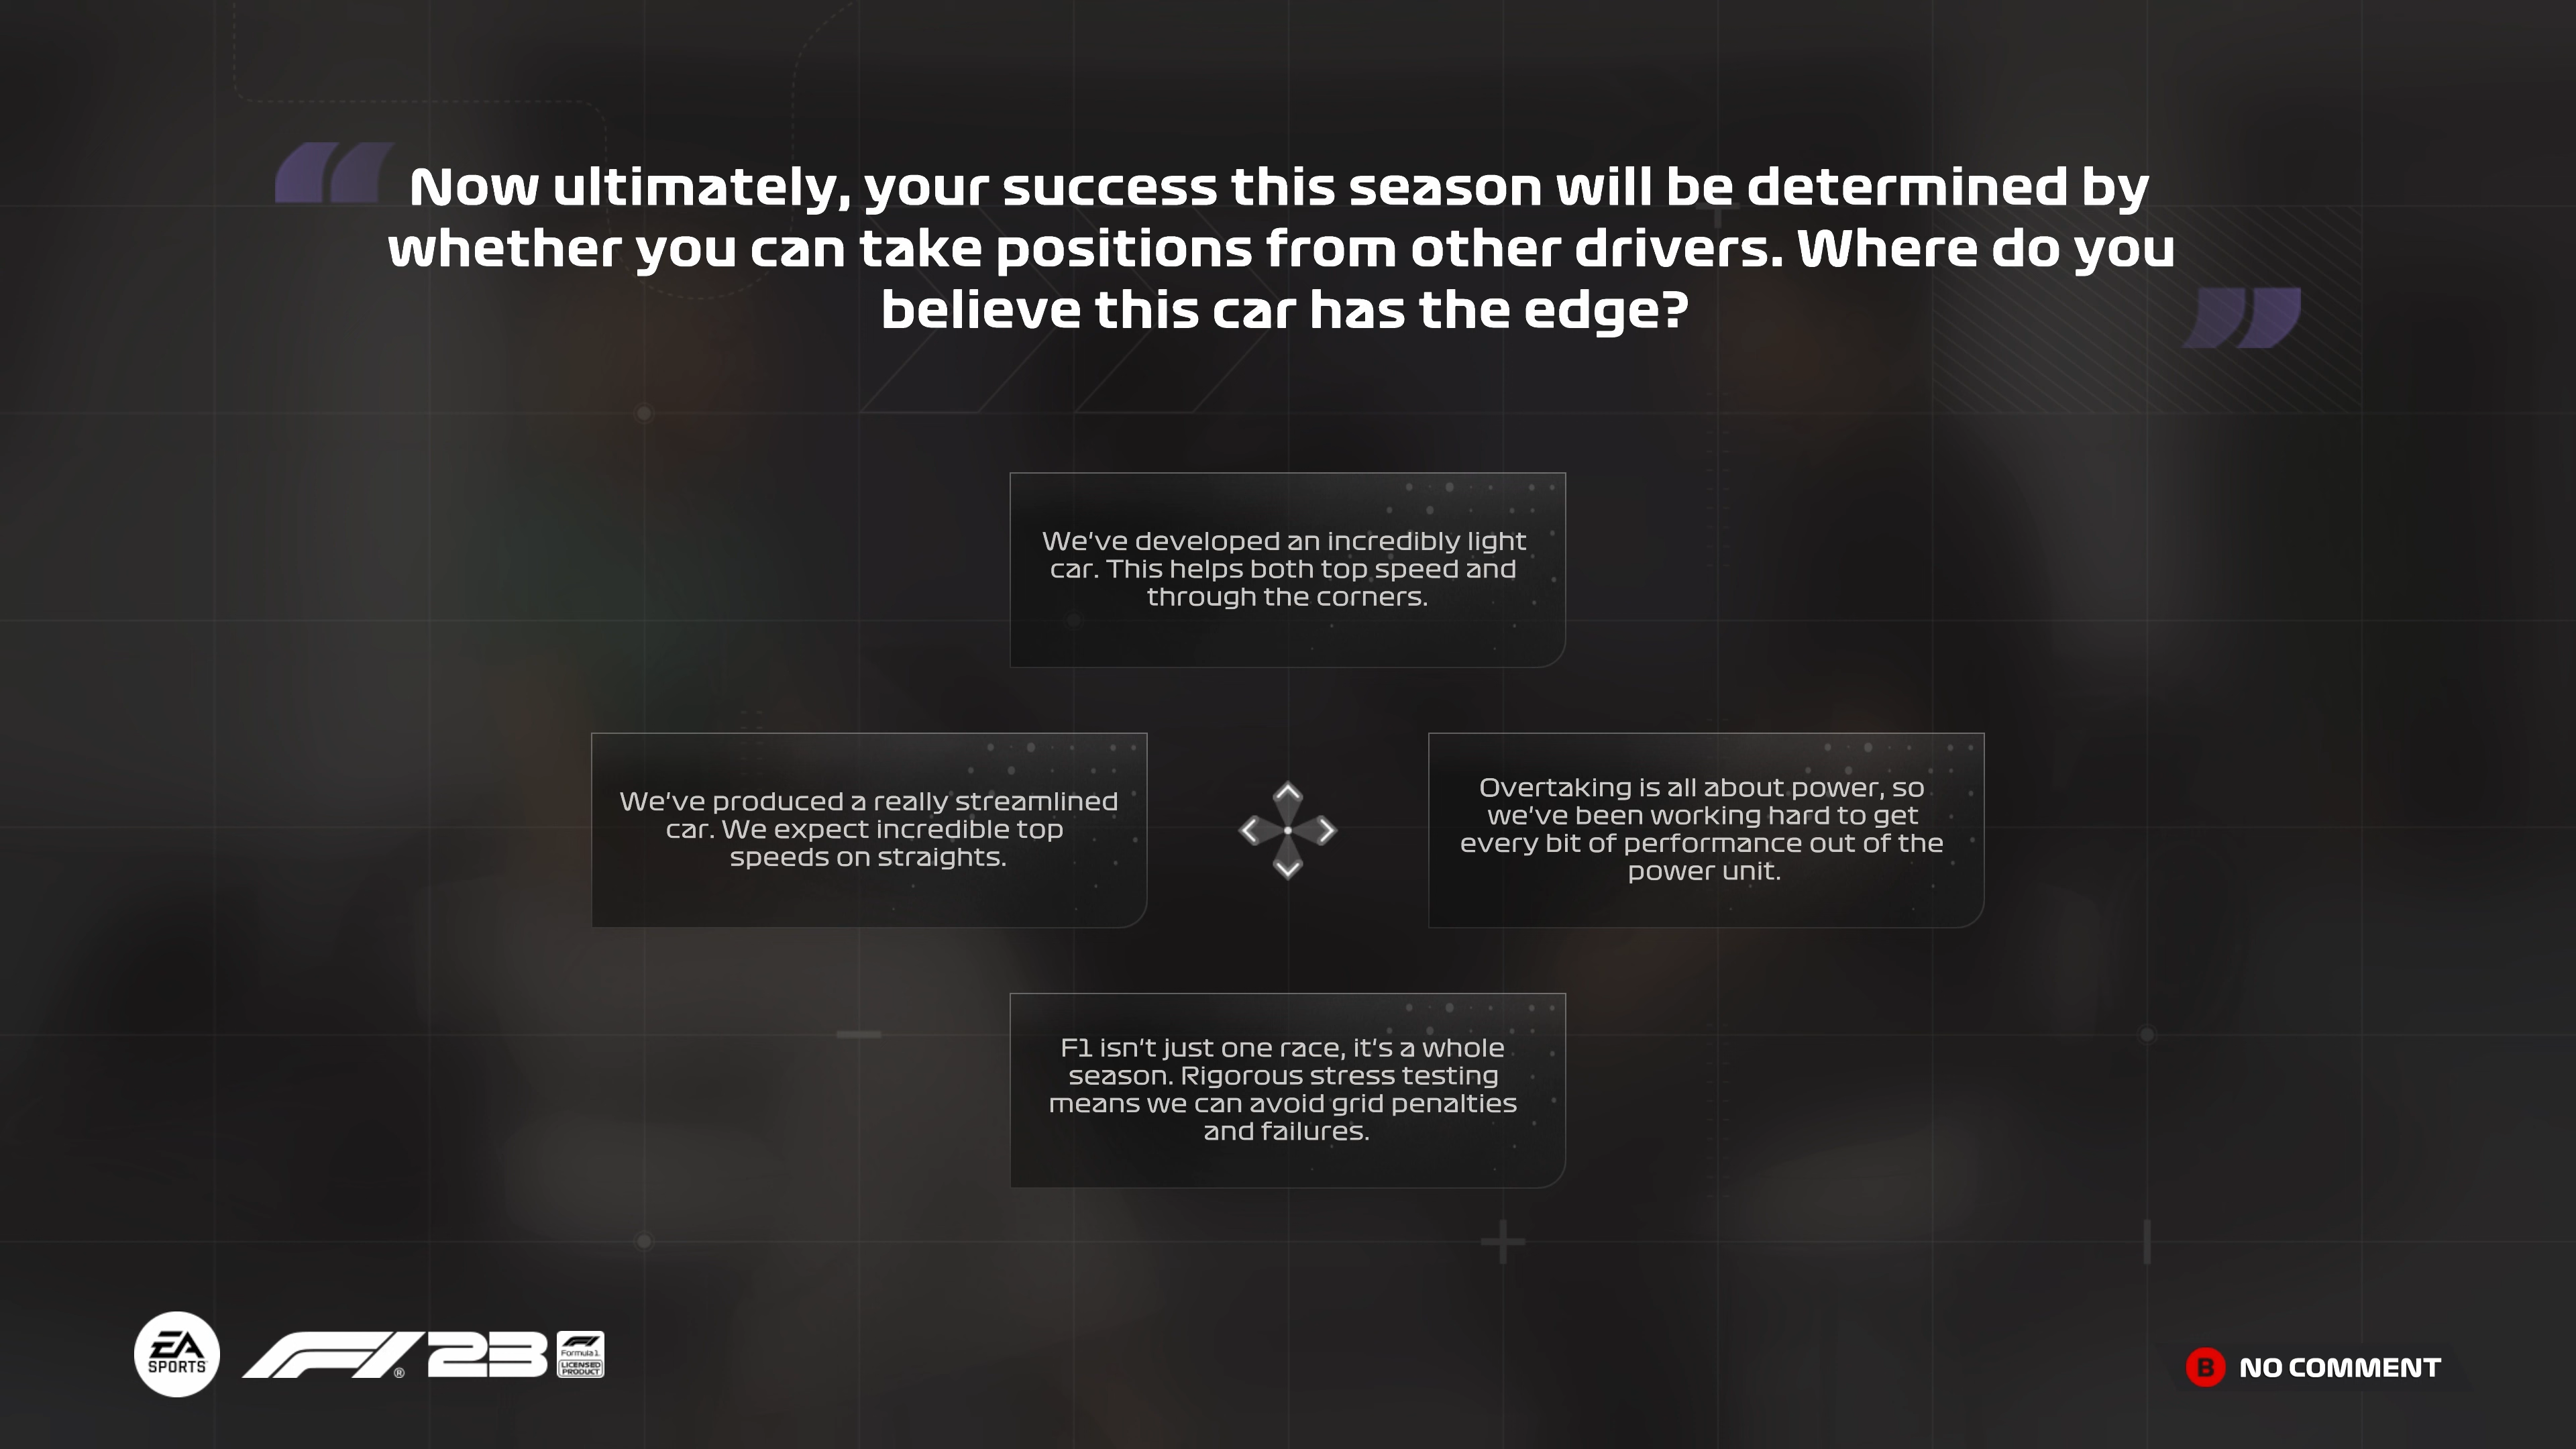 Now ultimately, your success this season will be determined by
whether you can take positions from other drivers. Where do you
believe this car has the edge?
We've developed an incredibly light
car. This helps both top speed and
through the corners.
We've produced a really streamlined
car. We expect incredible top
speeds on straights.
Overtaking is all about power, so
we've been working hard to get
every bit of performance out of the
power unit.
F1 isn't just one race, it's a whole
season. Rigorous stress testing
means we can avoid grid penalties
and failures.
EA
SPORTS
F1® 23
F1
Formula 1
LICENSED
PRODUCT
B NO COMMENT